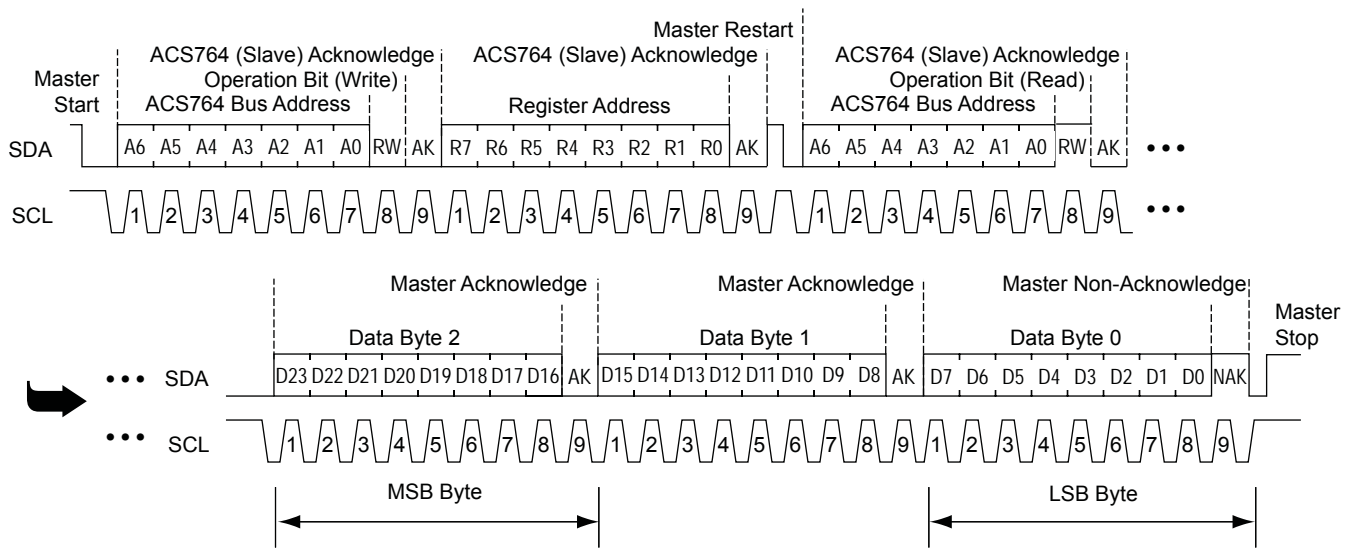 Master Restart
ACS764 (Slave) Acknowledge ACS764 (Slave) Acknowledge ACS764 (Slave) Acknowledge
Master Start
Operation Bit (Write) Operation Bit (Read)
ACS764 Bus Address Register Address ACS764 Bus Address
SDA A6 A5 A4 A3 A2 A1 A0 RW AK R7 R6 R5 R4 R3 R2 R1 R0 AK A6 A5 A4 A3 A2 A1 A0 RW AK •••
SCL 1 2 3 4 5 6 7 8 9 1 2 3 4 5 6 7 8 9 1 2 3 4 5 6 7 8 9 •••
Master Acknowledge Master Acknowledge Master Non-Acknowledge
Master Stop
Data Byte 2 Data Byte 1 Data Byte 0
••• SDA D23 D22 D21 D20 D19 D18 D17 D16 AK D15 D14 D13 D12 D11 D10 D9 D8 AK D7 D6 D5 D4 D3 D2 D1 D0 NAK
••• SCL 1 2 3 4 5 6 7 8 9 1 2 3 4 5 6 7 8 9 1 2 3 4 5 6 7 8 9
MSB Byte LSB Byte